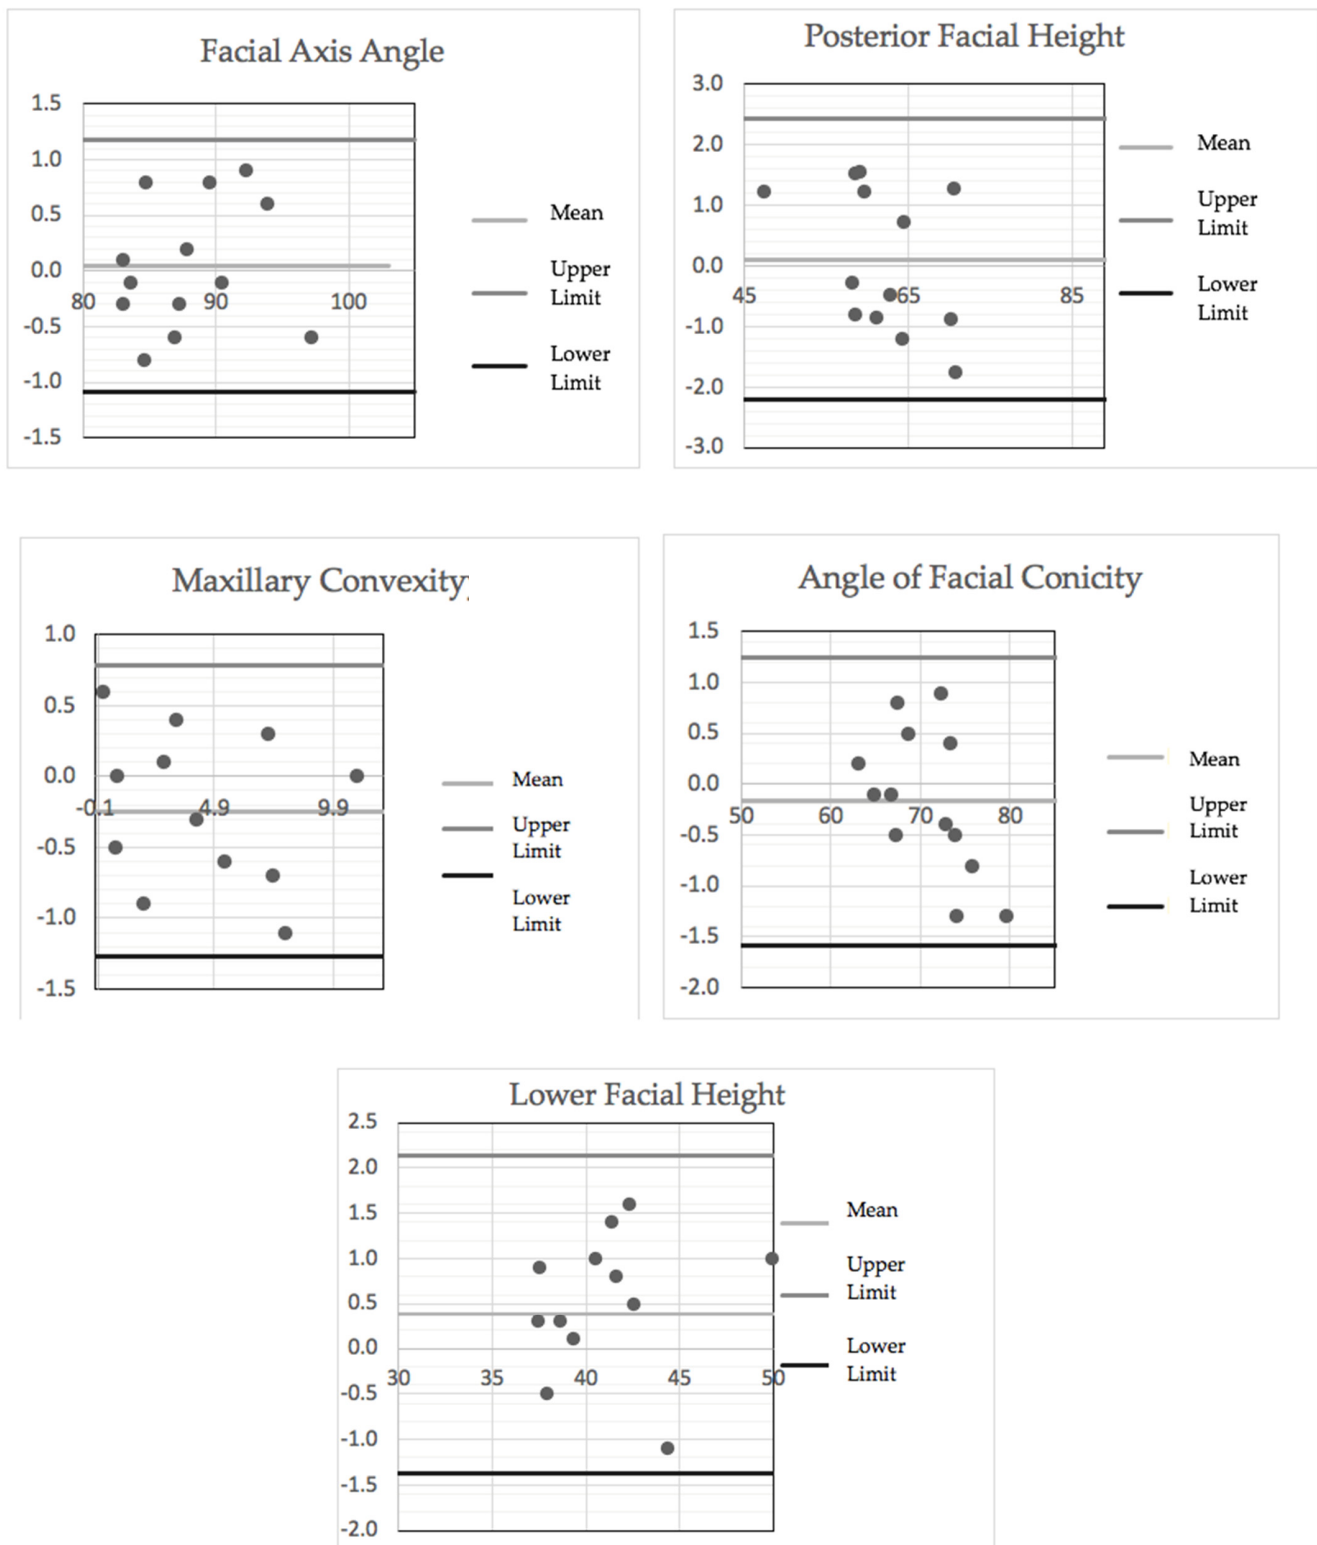 Facial Axis Angle
1.5
1.0
0.5
0.0
-0.5
-1.0
-1.5
80
90
100
Mean
Upper
Limit
Lower
Limit
Posterior Facial Height
3.0
2.0
1.0
0.0
-1.0
-2.0
-3.0
45
65
85
Mean
Upper
Limit
Lower
Limit
Maxillary Convexity
1.0
0.5
0.0
-0.5
-1.0
-1.5
-0.1
4.9
9.9
Mean
Upper
Limit
Lower
Limit
Angle of Facial Conicity
1.5
1.0
0.5
0.0
-0.5
-1.0
-1.5
-2.0
50
60
70
80
Mean
Upper
Limit
Lower
Limit
Lower Facial Height
2.5
2.0
1.5
1.0
0.5
0.0
-0.5
-1.0
-1.5
-2.0
30
35
40
45
50
Mean
Upper
Limit
Lower
Limit